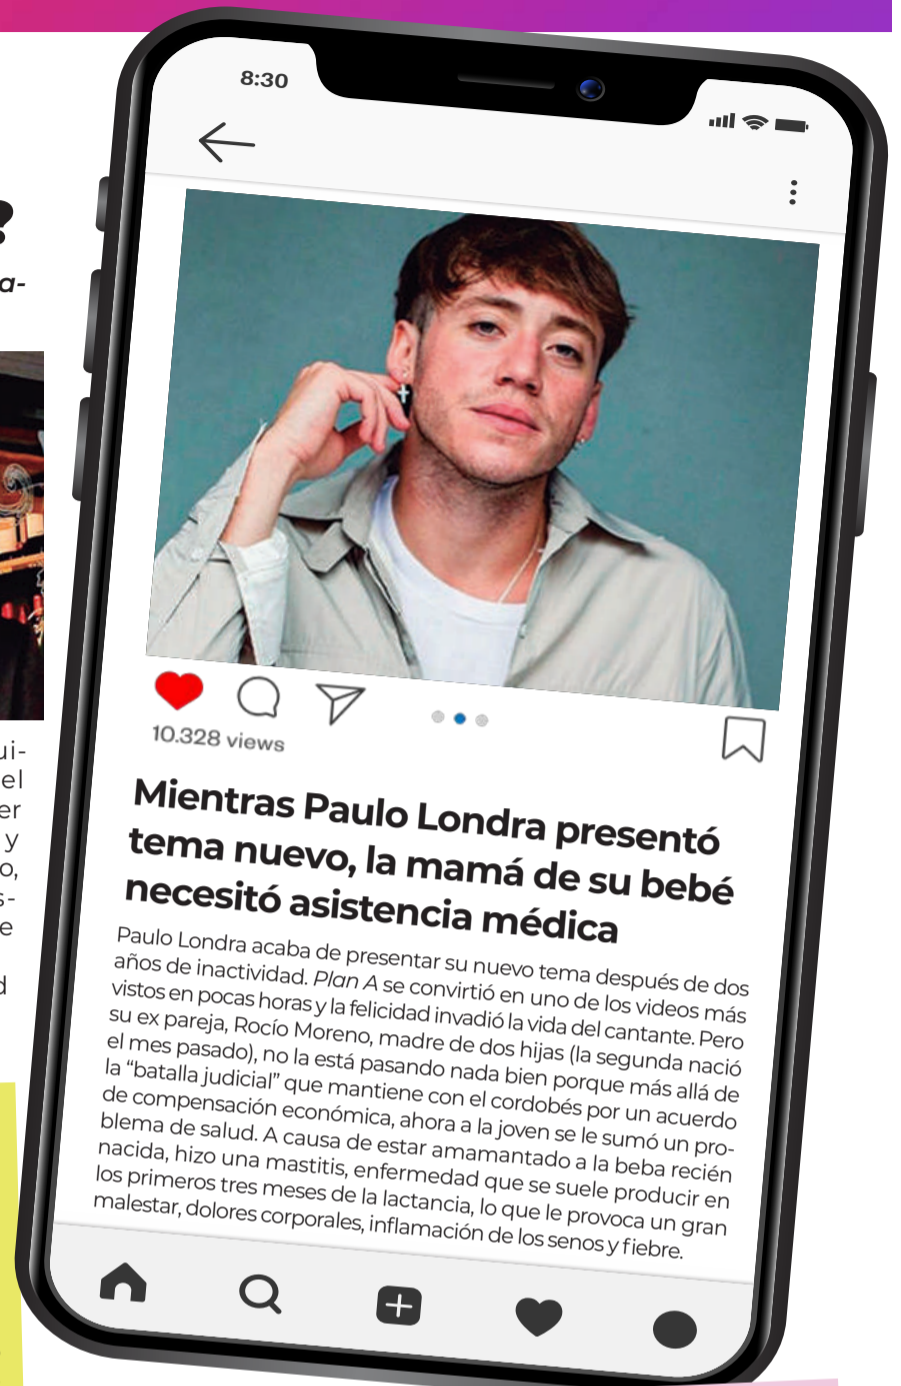 8:30
?
a-
10.328 views
Mientras Paulo Londra presentó
tema nuevo, la mamá de su bebé
necesitó asistencia médica
Paulo Londra acaba de presentar su nuevo tema después de dos
años de inactividad. Plan A se convirtió en uno de los videos más
vistos en pocas horas y la felicidad invadió la vida del cantante. Pero
su ex pareja, Rocío Moreno, madre de dos hijas (la segunda nació
el mes pasado), no la está pasando nada bien porque más allá de
la “batalla judicial” que mantiene con el cordobés por un acuerdo
de compensación económica, ahora a la joven se le sumó un pro-
blema de salud. A causa de estar amamantado a la beba recién
nacida, hizo una mastitis, enfermedad que se suele producir en
los primeros tres meses de la lactancia, lo que le provoca un gran
malestar, dolores corporales, inflamación de los senos y fiebre.
ui-
el
er
y
o,
s-
e
d